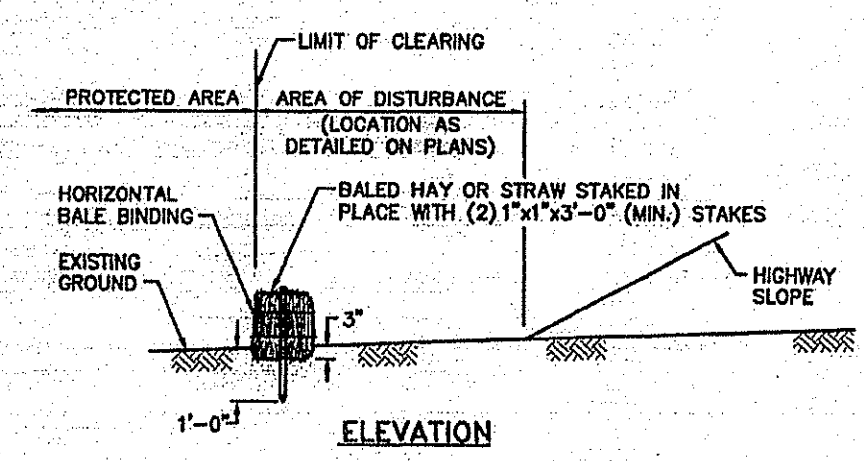 LIMIT OF CLEARING
PROTECTED AREA
AREA OF DISTURBANCE
(LOCATION AS
DETAILED ON PLANS)
HORIZONTAL
BALE BINDING
BALED HAY OR STRAW STAKED IN
PLACE WITH (2) 1"x1"x3'-0" (MIN.) STAKES
EXISTING
GROUND
HIGHWAY
SLOPE
3"
1'-0"
ELEVATION